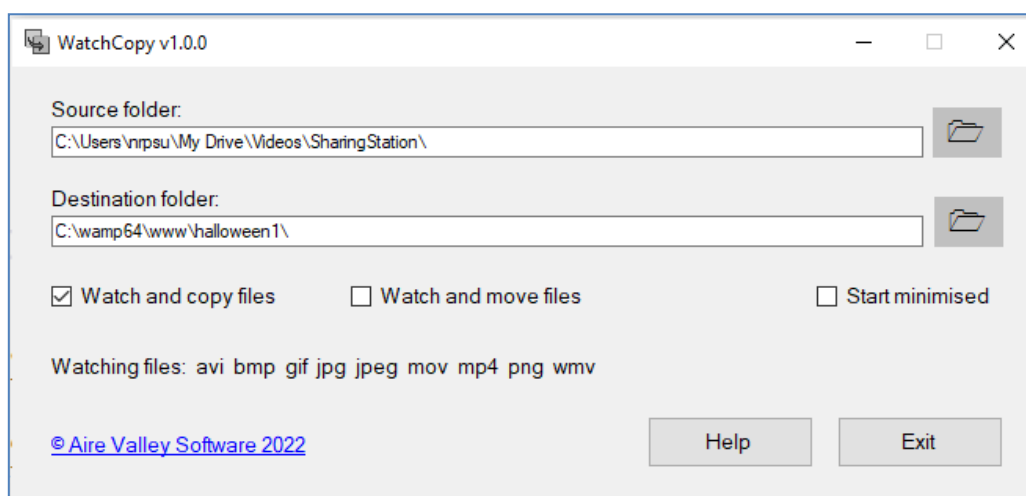 WatchCopy v1.0.0
Source folder:
C:\Users\nrpsu\My Drive\Videos\SharingStation\
Destination folder:
C:\wamp64\www\halloween1\
Watch and copy files Watch and move files Start minimised
Watching files: avi bmp gif jpg jpeg mov mp4 png wmv
© Aire Valley Software 2022 Help Exit